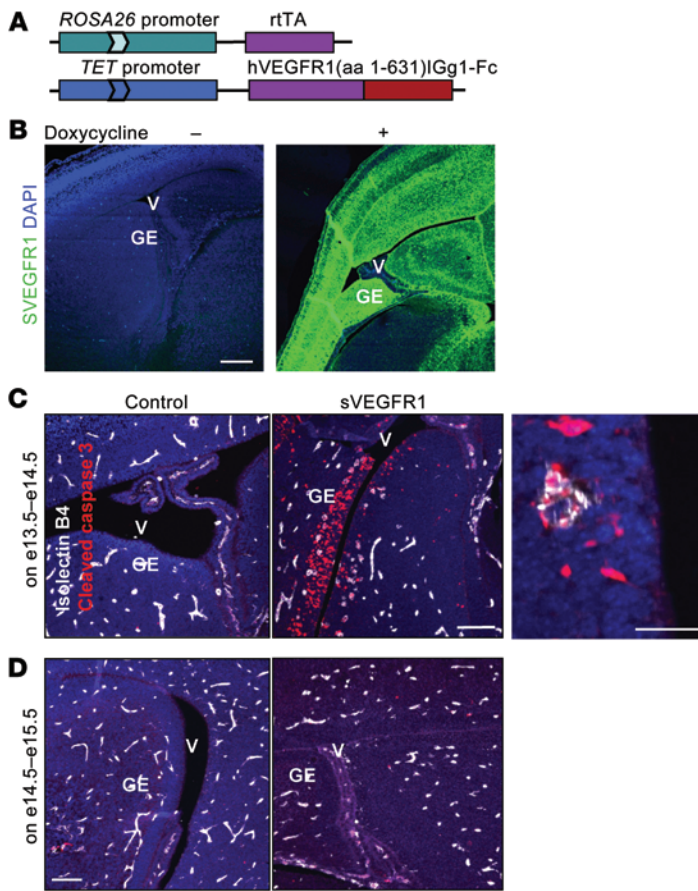 A
ROSA26 promoter
rtTA
TET promoter
hVEGFR1(aa 1-631)IGg1-Fc
B
Doxycycline
–
+
SVEGFR1 DAPI
V
GE
V
GE
C
Control
sVEGFR1
on e13.5–e14.5
Isolectin B4
Cleaved caspase 3
V
GE
V
GE
D
on e14.5–e15.5
V
GE
V
GE